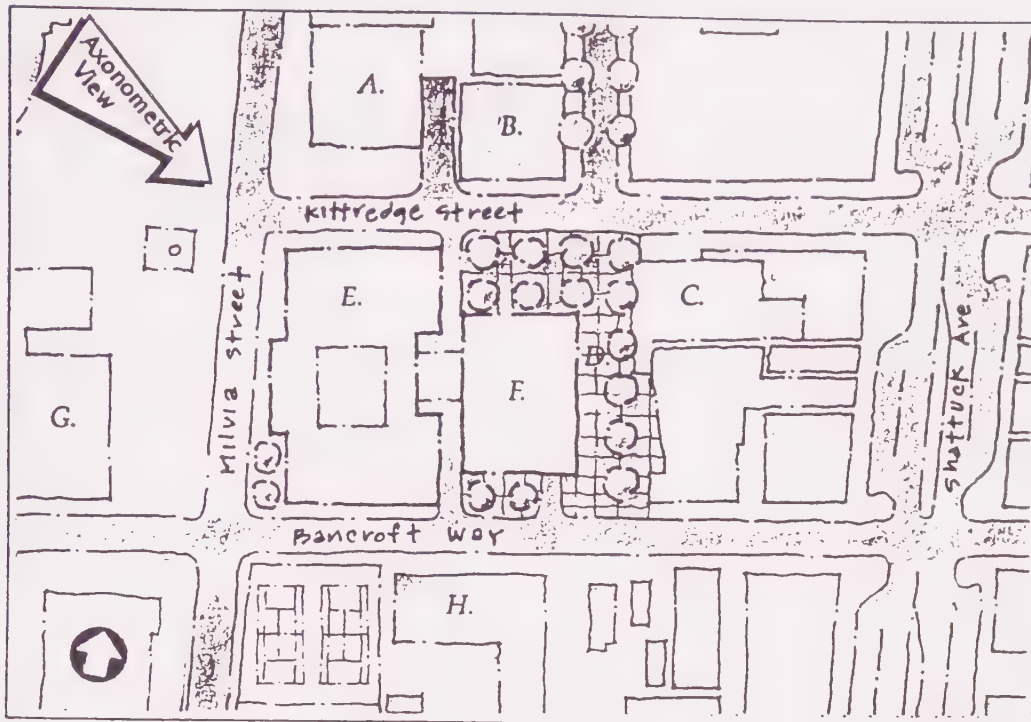 Axonometric
View
A.
B.
Kittredge Street
E.
C.
D
Milvia Street
F.
G.
Shattuck Ave
Bancroft Way
H.